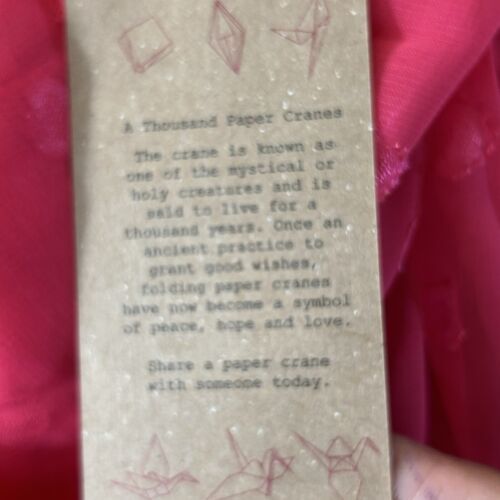 A Thousand Paper Cranes
The crane is known as
one of the mystical or
holy creatures and is
said to live for a
thousand years. Once an
ancient practice to
grant good wishes,
folding paper cranes
have now become a symbol
of peace, hope and love.
Share a paper crane
with someone today.